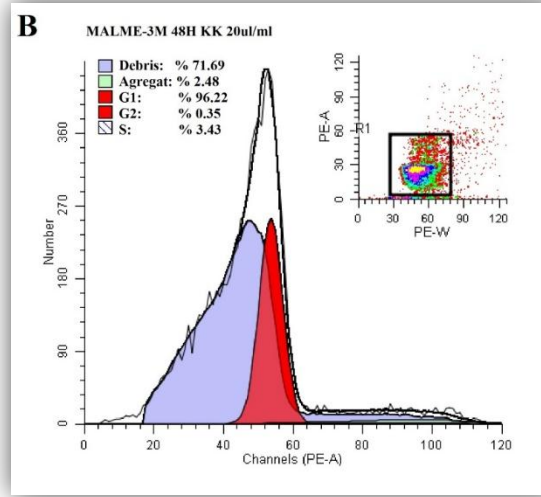 B
MALME-3M 48H KK 20ul/ml
Debris: % 71.69
Agregat: % 2.48
G1: % 96.22
G2: % 0.35
S: % 3.43
Number
0
90
180
270
360
0 20 40 60 80 100 120
Channels (PE-A)
PE-A
120
90
60
30
0
R1
0 30 60 90 120
PE-W